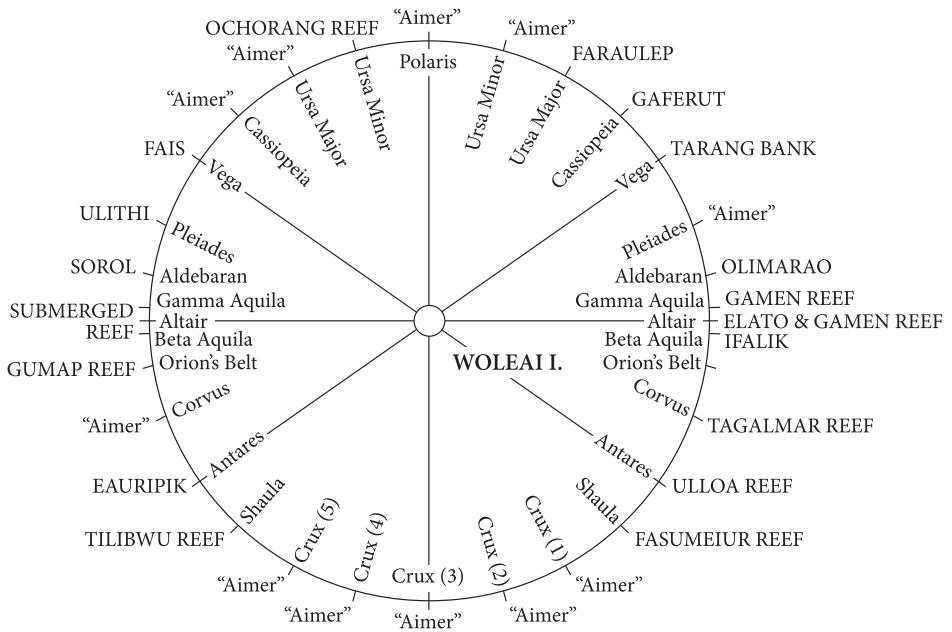 “Aimer”
OCHORANG REEF
“Aimer”
“Aimer”
FARAULEP
Polaris
Ursa Minor
Ursa Minor
Ursa Major
Ursa Major
“Aimer”
GAFERUT
Cassiopeia
Cassiopeia
FAIS
TARANG BANK
Vega
Vega
ULITHI
“Aimer”
Pleiades
Pleiades
SOROL
Aldebaran
Aldebaran
OLIMARAO
Gamma Aquila
Gamma Aquila
GAMEN REEF
SUBMERGED
REEF
Altair
Altair
ELATO & GAMEN REEF
Beta Aquila
Beta Aquila
IFALIK
GUMAP REEF
Orion’s Belt
WOLEAI I.
Orion’s Belt
“Aimer”
Corvus
Corvus
TAGALMAR REEF
EAURIPIK
Antares
Antares
ULLOA REEF
TILIBWU REEF
Shaula
Shaula
FASUMEIUR REEF
Crux (5)
Crux (4)
Crux (3)
Crux (2)
Crux (1)
“Aimer”
“Aimer”
“Aimer”
“Aimer”
“Aimer”